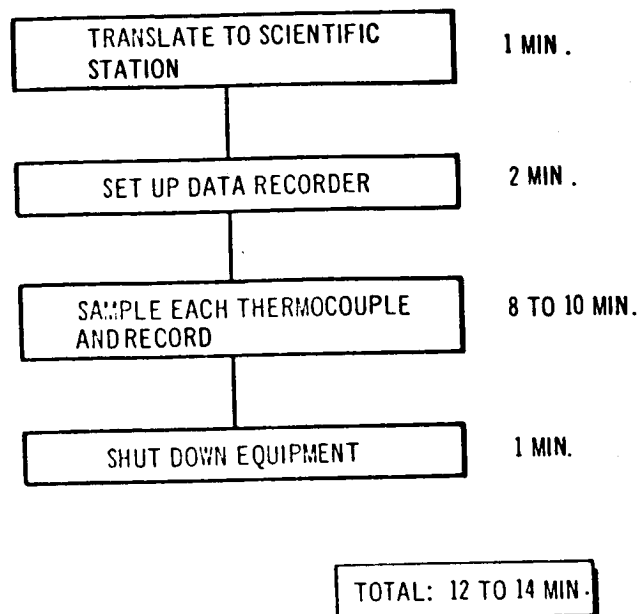 TRANSLATE TO SCIENTIFIC
STATION
1 MIN.
SET UP DATA RECORDER
2 MIN.
SAMPLE EACH THERMOCOUPLE
AND RECORD
8 TO 10 MIN.
SHUT DOWN EQUIPMENT
1 MIN.
TOTAL: 12 TO 14 MIN.